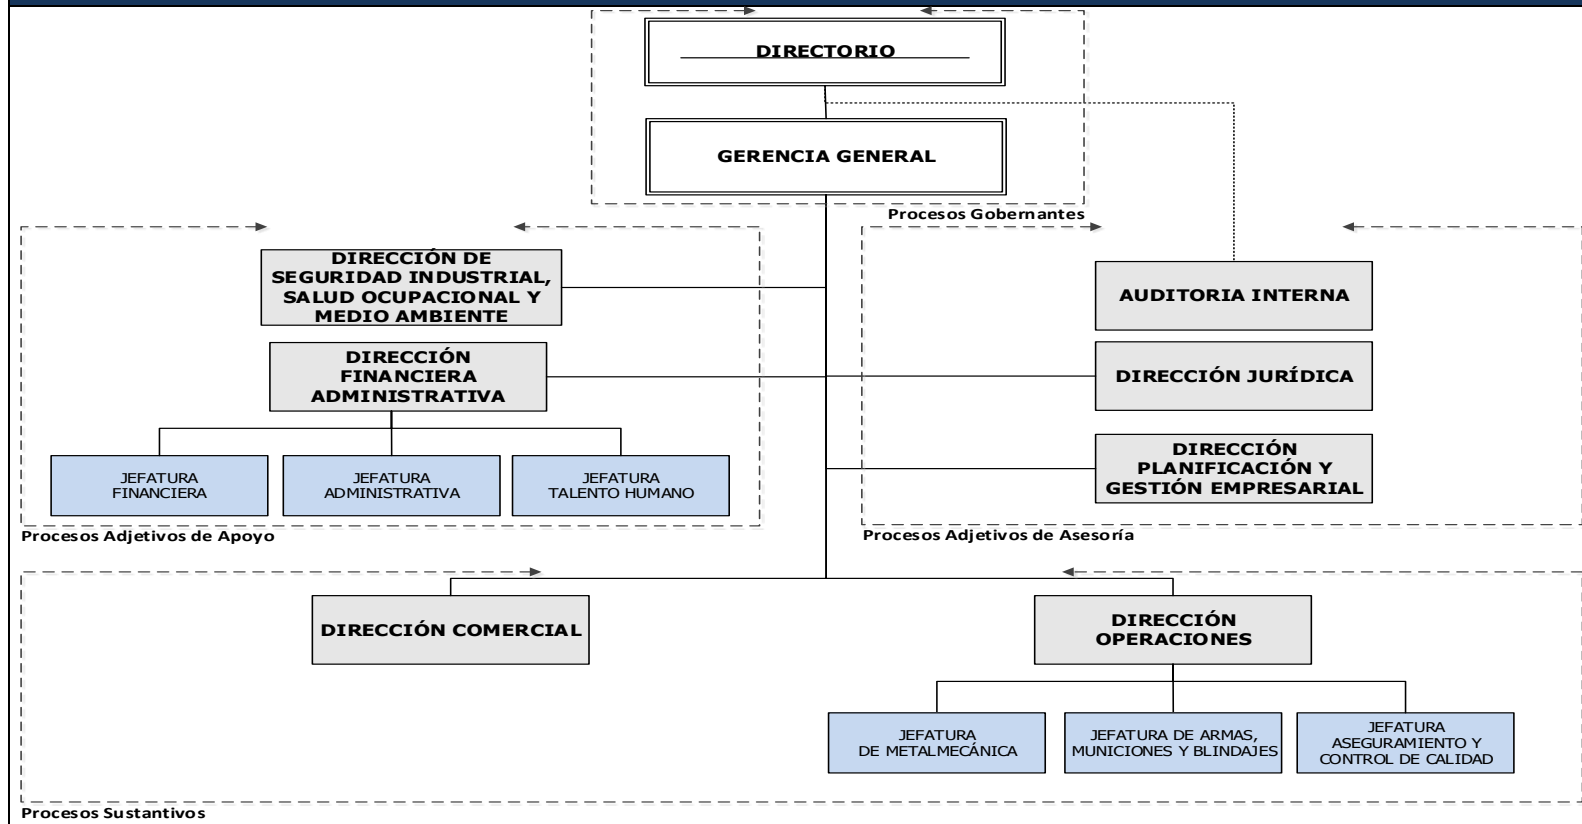 DIRECTORIO
GERENCIA GENERAL
Procesos Gobernantes
DIRECCIÓN DE
SEGURIDAD INDUSTRIAL,
SALUD OCUPACIONAL Y
MEDIO AMBIENTE
DIRECCIÓN
FINANCIERA
ADMINISTRATIVA
JEFATURA
FINANCIERA
JEFATURA
ADMINISTRATIVA
JEFATURA
TALENTO HUMANO
Procesos Adjetivos de Apoyo
AUDITORIA INTERNA
DIRECCIÓN JURÍDICA
DIRECCIÓN
PLANIFICACIÓN Y
GESTIÓN EMPRESARIAL
Procesos Adjetivos de Asesoría
DIRECCIÓN COMERCIAL
DIRECCIÓN
OPERACIONES
JEFATURA
DE METALMECÁNICA
JEFATURA DE ARMAS,
MUNICIONES Y BLINDAJES
JEFATURA
ASEGURAMIENTO Y
CONTROL DE CALIDAD
Procesos Sustantivos